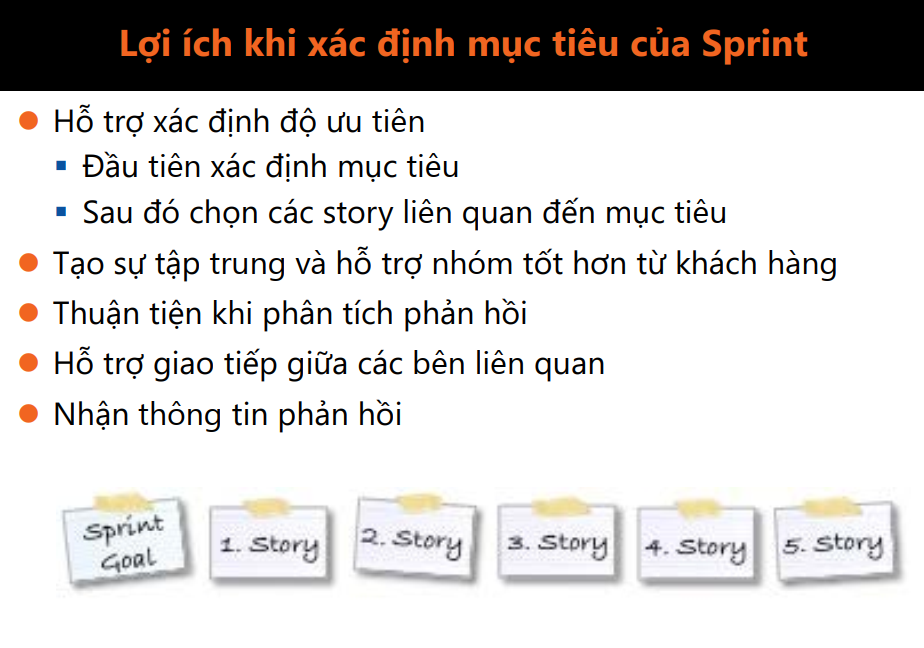 Lợi ích khi xác định mục tiêu của Sprint
Hỗ trợ xác định độ ưu tiên
Đầu tiên xác định mục tiêu
Sau đó chọn các story liên quan đến mục tiêu
Tạo sự tập trung và hỗ trợ nhóm tốt hơn từ khách hàng
Thuận tiện khi phân tích phản hồi
Hỗ trợ giao tiếp giữa các bên liên quan
Nhận thông tin phản hồi
Sprint
Goal
1. Story
2. Story
3. Story
4. Story
5. Story